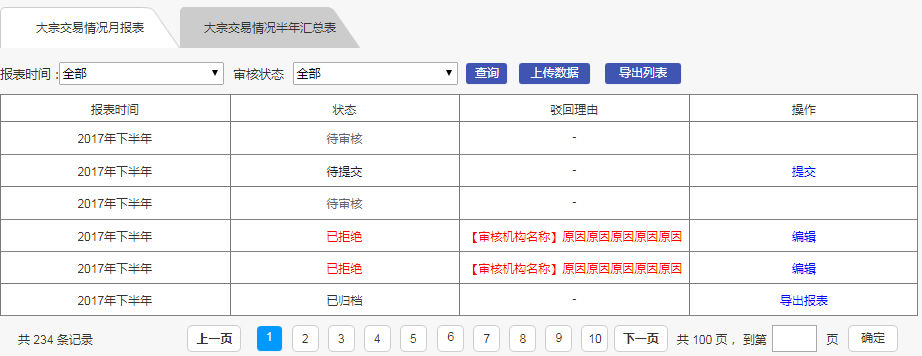 大宗交易情况月报表 大宗交易情况半年汇总表
报表时间：全部 审核状态 全部 查询 上传数据 导出列表
报表时间 状态 驳回理由 操作
2017年下半年 待审核 -
2017年下半年 待提交 - 提交
2017年下半年 待审核 -
2017年下半年 已拒绝 【审核机构名称】原因原因原因原因原因 编辑
2017年下半年 已拒绝 【审核机构名称】原因原因原因原因原因 编辑
2017年下半年 已归档 - 导出报表
共 234 条记录 上一页 1 2 3 4 5 6 7 8 9 10 下一页 共 100 页， 到第 页 确定